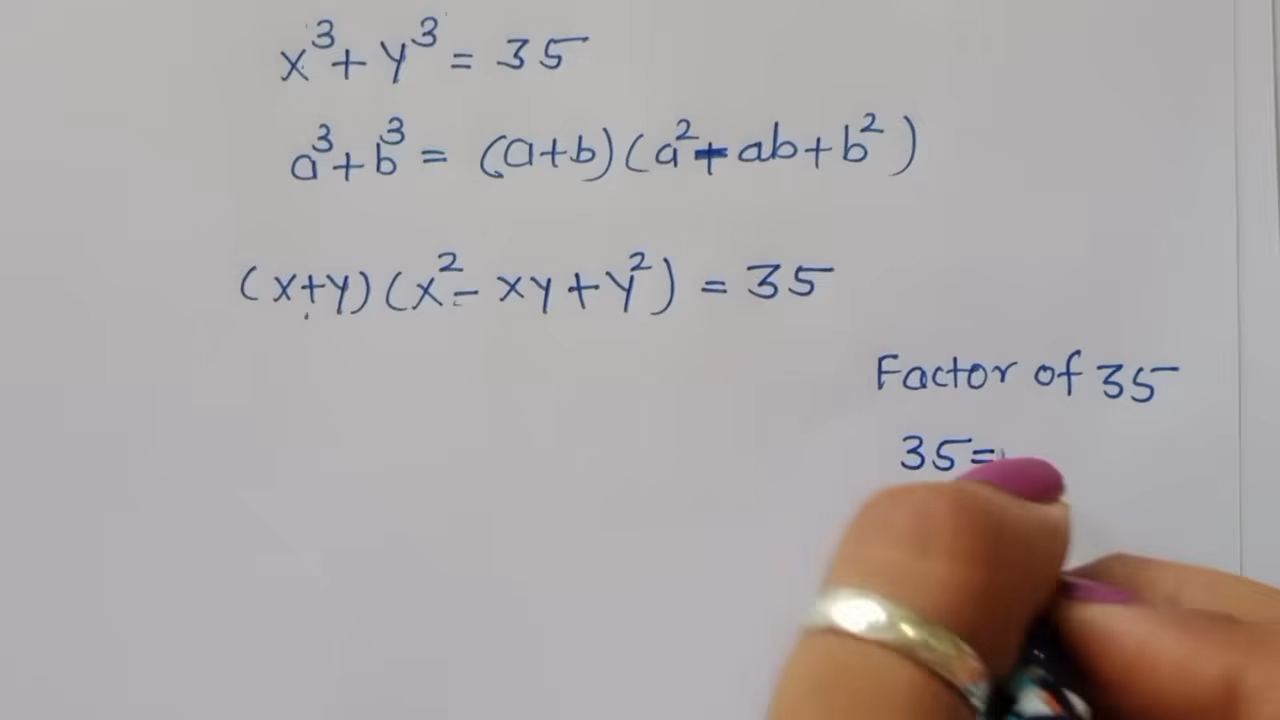 x³ + y³ = 35
a³ + b³ = (a+b)(a² - ab + b²)
(x+y)(x² - xy + y²) = 35
Factor of 35
35 =